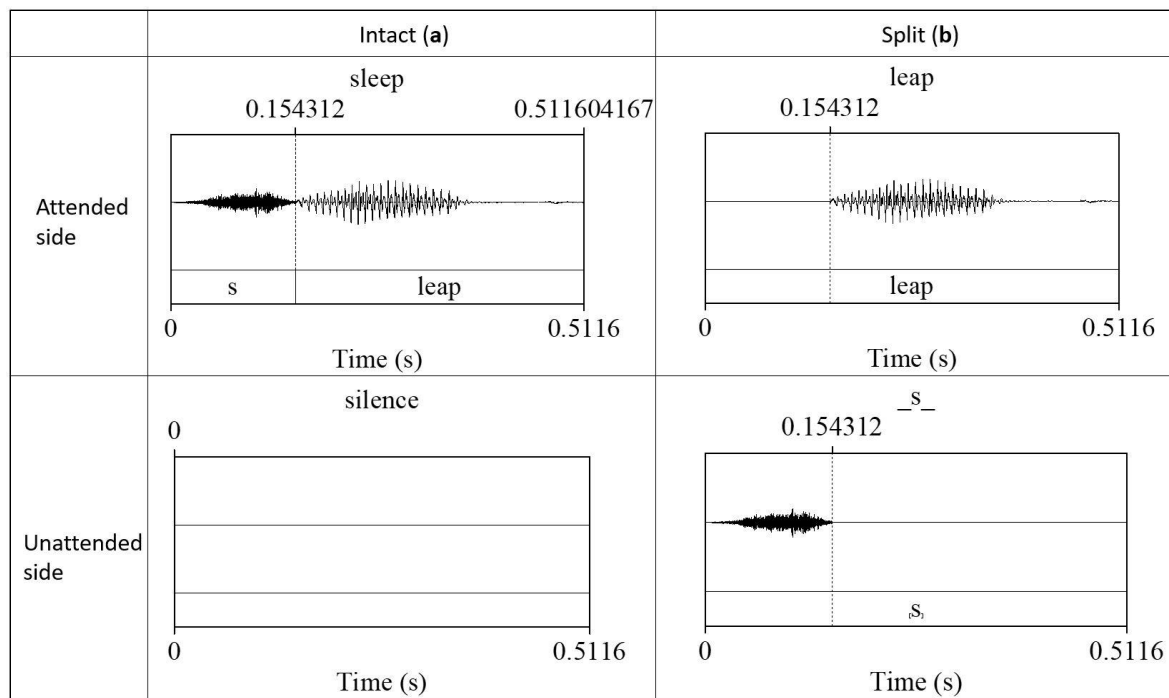 Intact (a)
Split (b)
Attended
side
sleep
0.154312 0.511604167
s leap
0 0.5116
Time (s)
leap
0.154312
leap
0 0.5116
Time (s)
Unattended
side
silence
0
0 0.5116
Time (s)
_s_
0.154312
[s]
0 0.5116
Time (s)